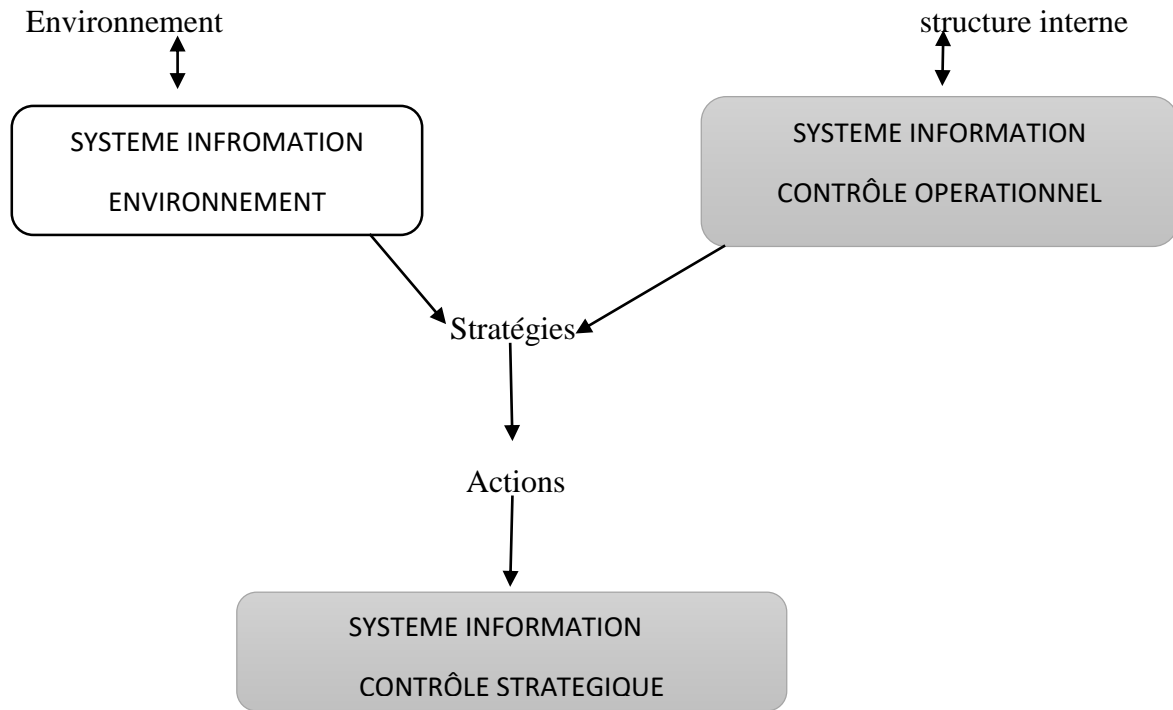 Environnement
structure interne
SYSTEME INFROMATION
ENVIRONNEMENT
SYSTEME INFORMATION
CONTRÔLE OPERATIONNEL
Stratégies
Actions
SYSTEME INFORMATION
CONTRÔLE STRATEGIQUE